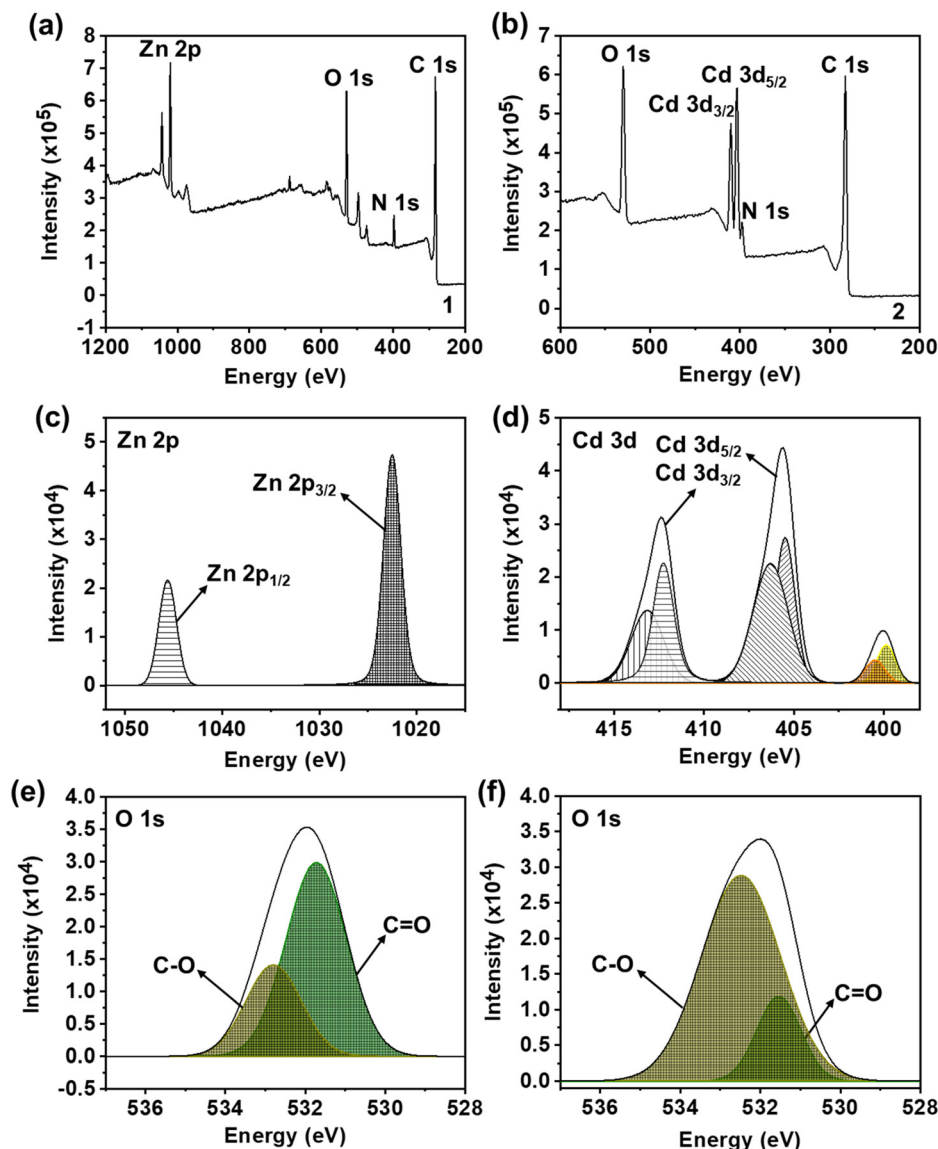 (a)
Zn 2p
O 1s
C 1s
N 1s
1
Intensity (x10⁵)
8
7
6
5
4
3
2
1
0
-1
1200 1000 800 600 400 200
Energy (eV)
(b)
O 1s
Cd 3d₅/₂
Cd 3d₃/₂
C 1s
N 1s
2
Intensity (x10⁵)
7
6
5
4
3
2
1
0
600 500 400 300 200
Energy (eV)
(c)
Zn 2p
Zn 2p₃/₂
Zn 2p₁/₂
Intensity (x10⁴)
5
4
3
2
1
0
1050 1040 1030 1020
Energy (eV)
(d)
Cd 3d
Cd 3d₅/₂
Cd 3d₃/₂
Intensity (x10⁴)
5
4
3
2
1
0
415 410 405 400
Energy (eV)
(e)
O 1s
C-O
C=O
Intensity (x10⁴)
4.0
3.5
3.0
2.5
2.0
1.5
1.0
0.5
0.0
-0.5
536 534 532 530 528
Energy (eV)
(f)
O 1s
C-O
C=O
Intensity (x10⁴)
4.0
3.5
3.0
2.5
2.0
1.5
1.0
0.5
0.0
536 534 532 530 528
Energy (eV)